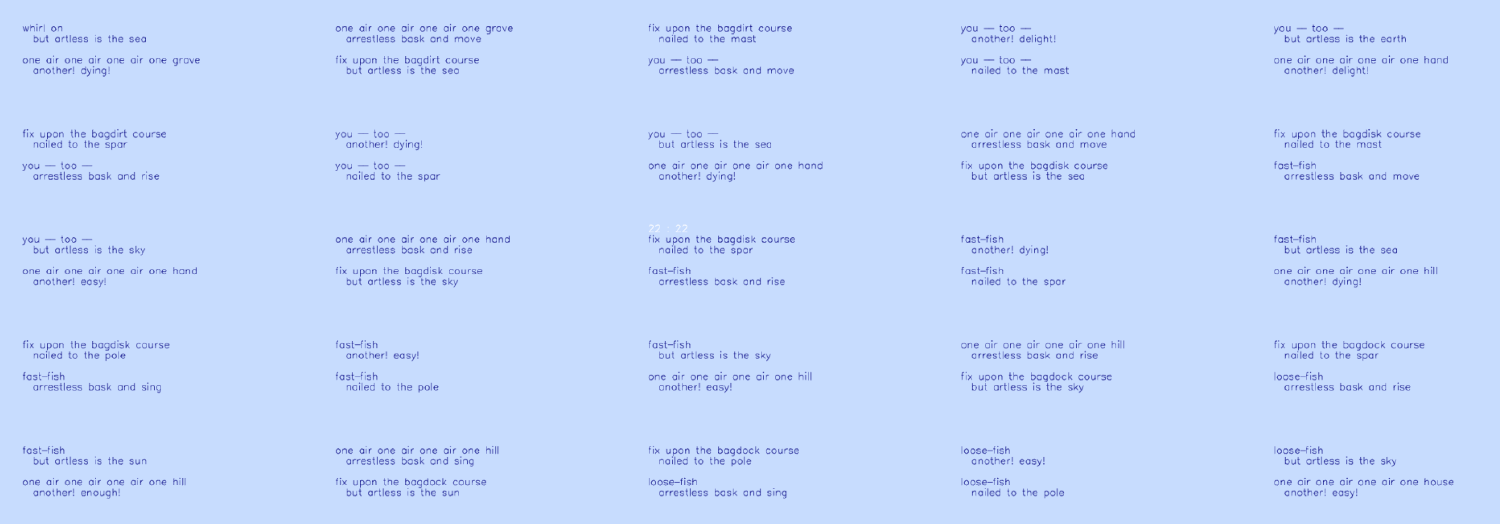 whirl on
but artless is the sea
one air one air one air one grave
another! dying!
one air one air one air one grave
arrestless bask and move
fix upon the bagdirt course
but artless is the sea
fix upon the bagdirt course
nailed to the mast
you — too —
arrestless bask and move
you — too —
another! delight!
you — too —
nailed to the mast
you — too —
but artless is the earth
one air one air one air one hand
another! delight!
fix upon the bagdirt course
nailed to the spar
you — too —
arrestless bask and rise
you — too —
another! dying!
you — too —
nailed to the spar
you — too —
but artless is the sea
one air one air one air one hand
another! dying!
one air one air one air one hand
arrestless bask and move
fix upon the bagdisk course
but artless is the sea
fix upon the bagdisk course
nailed to the mast
fast–fish
arrestless bask and move
you — too —
but artless is the sky
one air one air one air one hand
another! easy!
one air one air one air one hand
arrestless bask and rise
fix upon the bagdisk course
but artless is the sky
22 : 22
fix upon the bagdisk course
nailed to the spar
fast–fish
arrestless bask and rise
fast–fish
another! dying!
fast–fish
nailed to the spar
fast–fish
but artless is the sea
one air one air one air one hill
another! dying!
fix upon the bagdisk course
nailed to the pole
fast–fish
arrestless bask and sing
fast–fish
another! easy!
fast–fish
nailed to the pole
fast–fish
but artless is the sky
one air one air one air one hill
another! easy!
one air one air one air one hill
arrestless bask and rise
fix upon the bagdock course
but artless is the sky
fix upon the bagdock course
nailed to the spar
loose–fish
arrestless bask and rise
fast–fish
but artless is the sun
one air one air one air one hill
another! enough!
one air one air one air one hill
arrestless bask and sing
fix upon the bagdock course
but artless is the sun
fix upon the bagdock course
nailed to the pole
loose–fish
arrestless bask and sing
loose–fish
another! easy!
loose–fish
nailed to the pole
loose–fish
but artless is the sky
one air one air one air one house
another! easy!